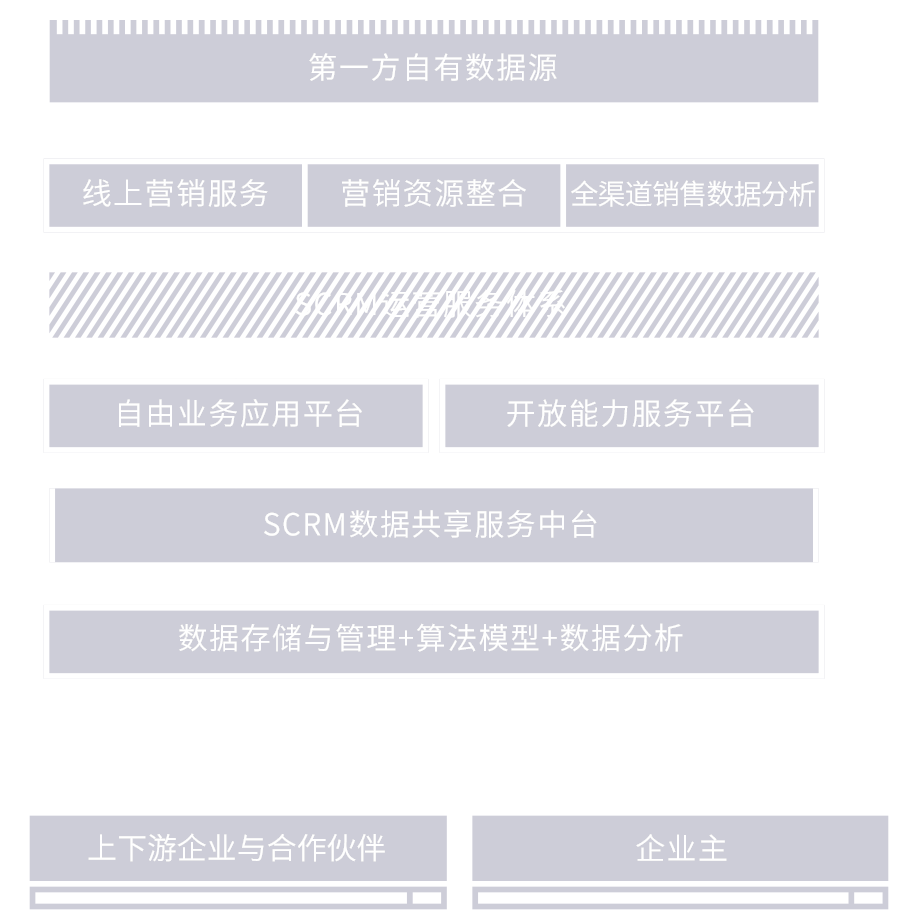 第一方自有数据源
线上营销服务 营销资源整合 全渠道销售数据分析
SCRM运营服务体系
自由业务应用平台 开放能力服务平台
SCRM数据共享服务中台
数据存储与管理+算法模型+数据分析
上下游企业与合作伙伴 企业主